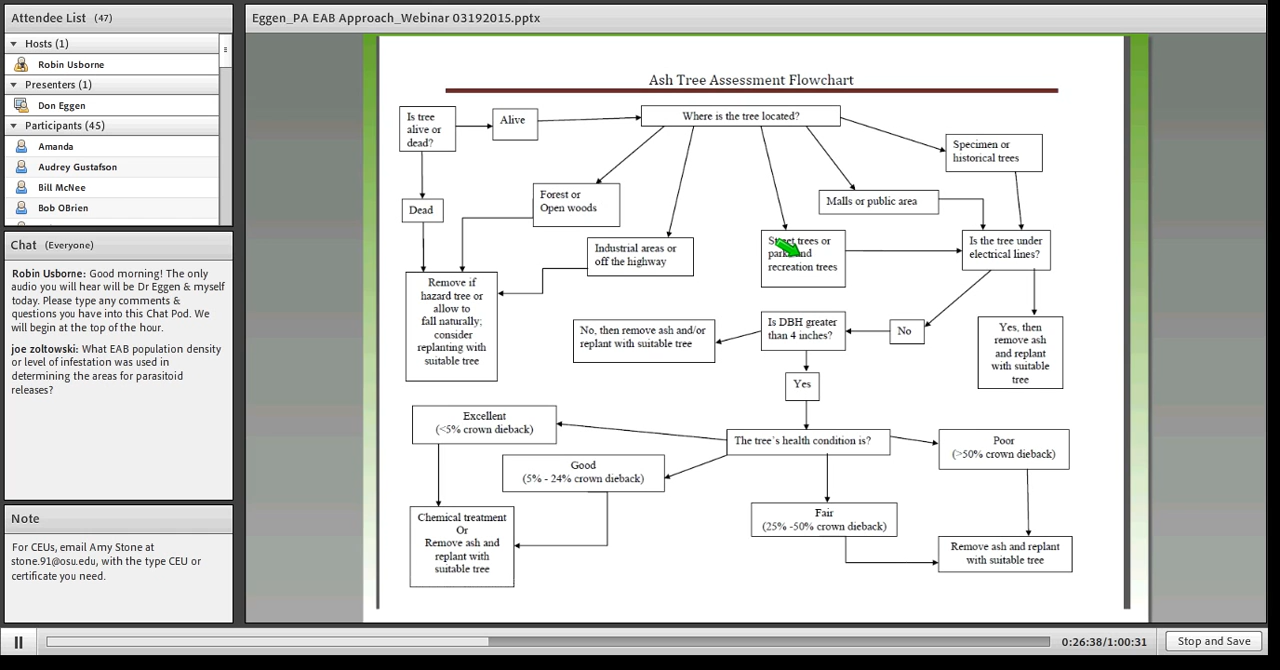 Attendee List (47)
Hosts (1)
Robin Usborne
Presenters (1)
Don Eggen
Participants (45)
Amanda
Audrey Gustafson
Bill McNee
Bob OBrien
Chat (Everyone)
Robin Usborne: Good morning! The only
audio you will hear will be Dr Eggen & myself
today. Please type any comments &
questions you have into this Chat Pod. We
will begin at the top of the hour.
joe zoltowski: What EAB population density
or level of infestation was used in
determining the areas for parasitoid
releases?
Note
For CEUs, email Amy Stone at
stone.91@osu.edu, with the type CEU or
certificate you need.
Eggen_PA EAB Approach_Webinar 03192015.pptx
Ash Tree Assessment Flowchart
Is tree
alive or
dead?
Alive
Where is the tree located?
Specimen or
historical trees
Forest or
Open woods
Malls or public area
Dead
Industrial areas or
off the highway
Street trees or
parks and
recreation trees
Is the tree under
electrical lines?
Remove if
hazard tree or
allow to
fall naturally;
consider
replanting with
suitable tree
No, then remove ash and/or
replant with suitable tree
Is DBH greater
than 4 inches?
No
Yes, then
remove ash
and replant
with suitable
tree
Yes
Excellent
(<5% crown dieback)
The tree's health condition is?
Poor
(>50% crown dieback)
Good
(5% - 24% crown dieback)
Fair
(25% -50% crown dieback)
Chemical treatment
Or
Remove ash and
replant with
suitable tree
Remove ash and replant
with suitable tree
0:26:38/1:00:31
Stop and Save